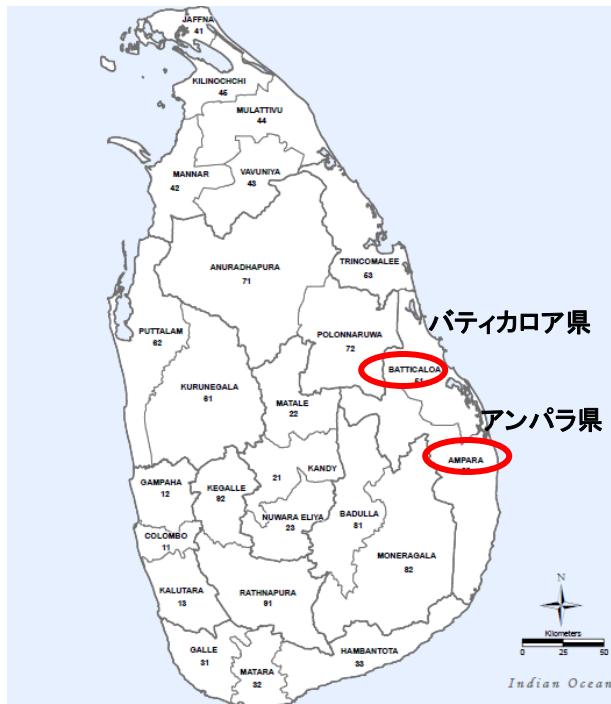 JAFFNA
41
KILINOCHCHI
45
MULATTIVU
44
MANNAR
42
VAVUNIYA
43
ANURADHAPURA
71
TRINCOMALEE
53
PUTTALAM
62
POLONNARUWA
72
バティカロア県
BATTICALOA
KURUNEGALA
61
MATALE
22
アンパラ県
AMPARA
GAMPAHA
12
KEGALLE
92
21
KANDY
NUWARA ELIYA
23
BADULLA
81
COLOMBO
11
MONERAGALA
82
KALUTARA
13
RATHNAPURA
91
GALLE
31
MATARA
32
HAMBANTOTA
33
N
Kilometers
0 25 50
Indian Ocean